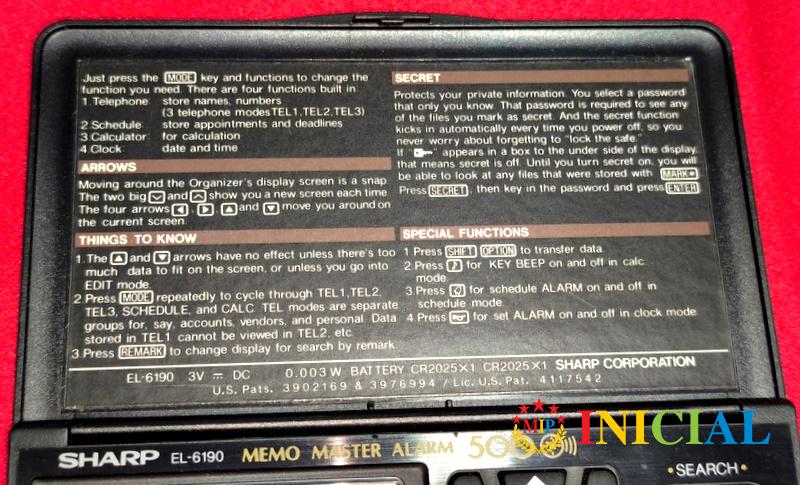 Just press the MODE key and functions to change the
function you need. There are four functions built in:
1.Telephone: store names, numbers
(3 telephone modes TEL1,TEL2,TEL3)
2.Schedule: store appointments and deadlines
3.Calculator: for calculation
4 Clock: date and time
ARROWS
Moving around the Organizer's display screen is a snap.
The two big and show you a new screen each time.
The four arrows , , and move you around on
the current screen.
THINGS TO KNOW
1.The and arrows have no effect unless there's too
much data to fit on the screen, or unless you go into
EDIT mode.
2.Press MODE repeatedly to cycle through TEL1,TEL2,
TEL3, SCHEDULE, and CALC. TEL modes are separate
groups for, say, accounts, vendors, and personal. Data
stored in TEL1 cannot be viewed in TEL2, etc.
3.Press REMARK to change display for search by remark.
SECRET
Protects your private information. You select a password
that only you know. That password is required to see any
of the files you mark as secret. And the secret function
kicks in automatically every time you power off, so you
never worry about forgetting to "lock the safe."
If " " appears in a box to the under side of the display,
that means secret is off. Until you turn secret on, you will
be able to look at any files that were stored with MARK*
Press SECRET, then key in the password and press ENTER
SPECIAL FUNCTIONS
1 Press SHIFT OPTION to transfer data.
2.Press ♪ for KEY BEEP on and off in calc
mode.
3.Press for schedule ALARM on and off in
schedule mode.
4 Press for set ALARM on and off in clock mode.
EL-6190 3V ⎓ DC 0.003W BATTERY CR2025×1 CR2025×1 SHARP CORPORATION
U.S. Pats. 3902169 & 3976994 / Lic. U.S. Pat. 4117542
SHARP EL-6190 MEMO MASTER ALARM
•SEARCH•
MIP INICIAL